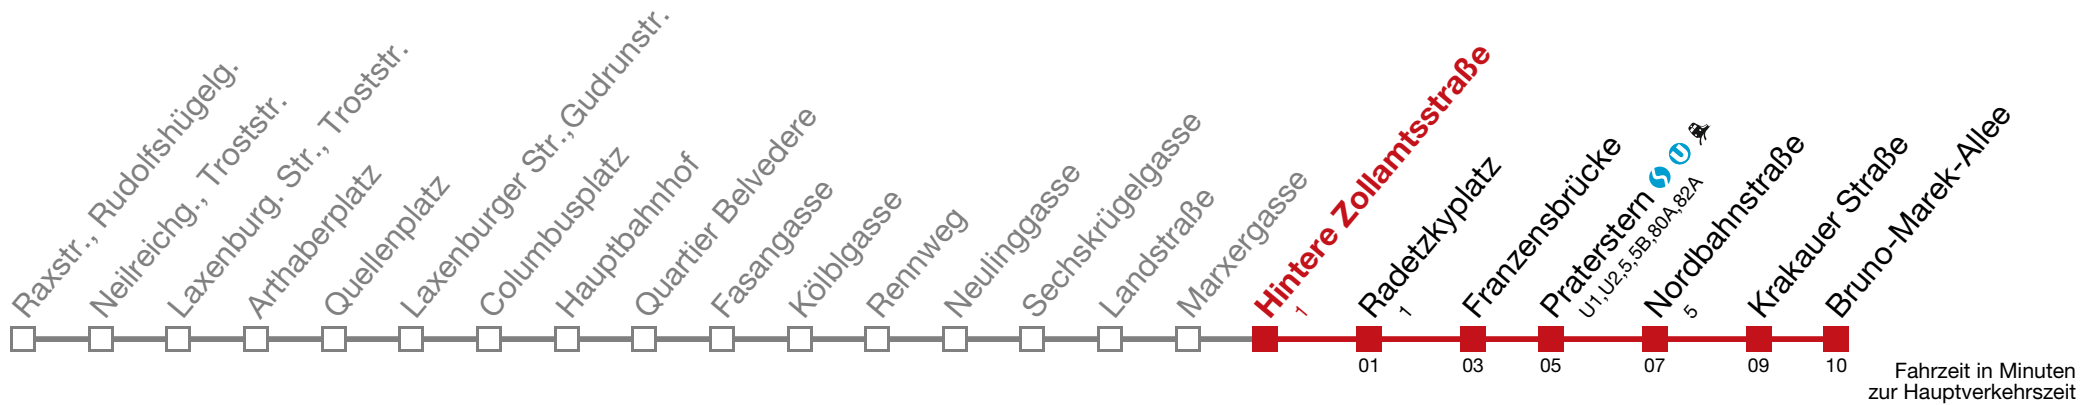 Raxstr., Rudolfshügelg.
Neilreichg., Troststr.
Laxenburg. Str., Troststr.
Arthaberplatz
Quellenplatz
Laxenburger Str.,Gudrunstr.
Columbusplatz
Hauptbahnhof
Quartier Belvedere
Fasangasse
Kölblgasse
Rennweg
Neulinggasse
Sechskrügelgasse
Landstraße
Marxergasse
Hintere Zollamtsstraße
1
Radetzkyplatz
1
Franzensbrücke
Praterstern S U
U1,U2,5,5B,80A,82A
Nordbahnstraße
5
Krakauer Straße
Bruno-Marek-Allee
01 03 05 07 09 10
Fahrzeit in Minuten
zur Hauptverkehrszeit